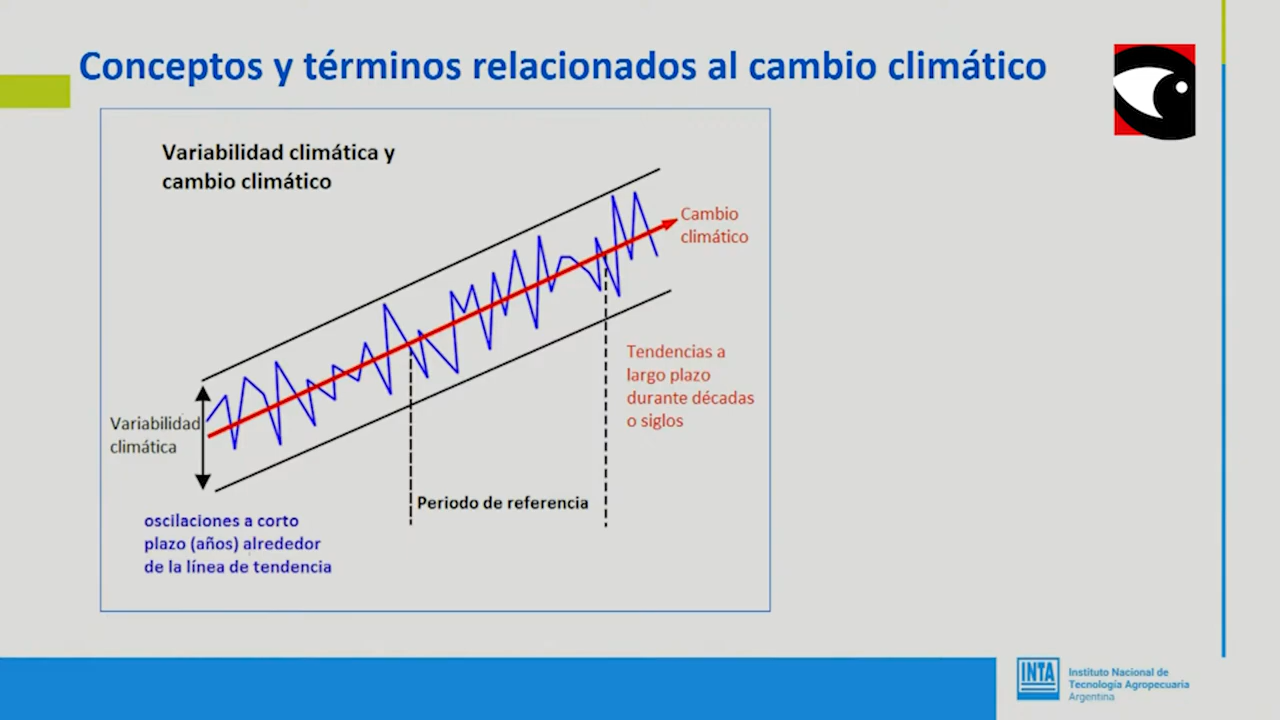 Conceptos y términos relacionados al cambio climático
Variabilidad climática y
cambio climático
Cambio
climático
Tendencias a
largo plazo
durante décadas
o siglos
Variabilidad
climática
Periodo de referencia
oscilaciones a corto
plazo (años) alrededor
de la línea de tendencia
INTA
Instituto Nacional de
Tecnología Agropecuaria
Argentina